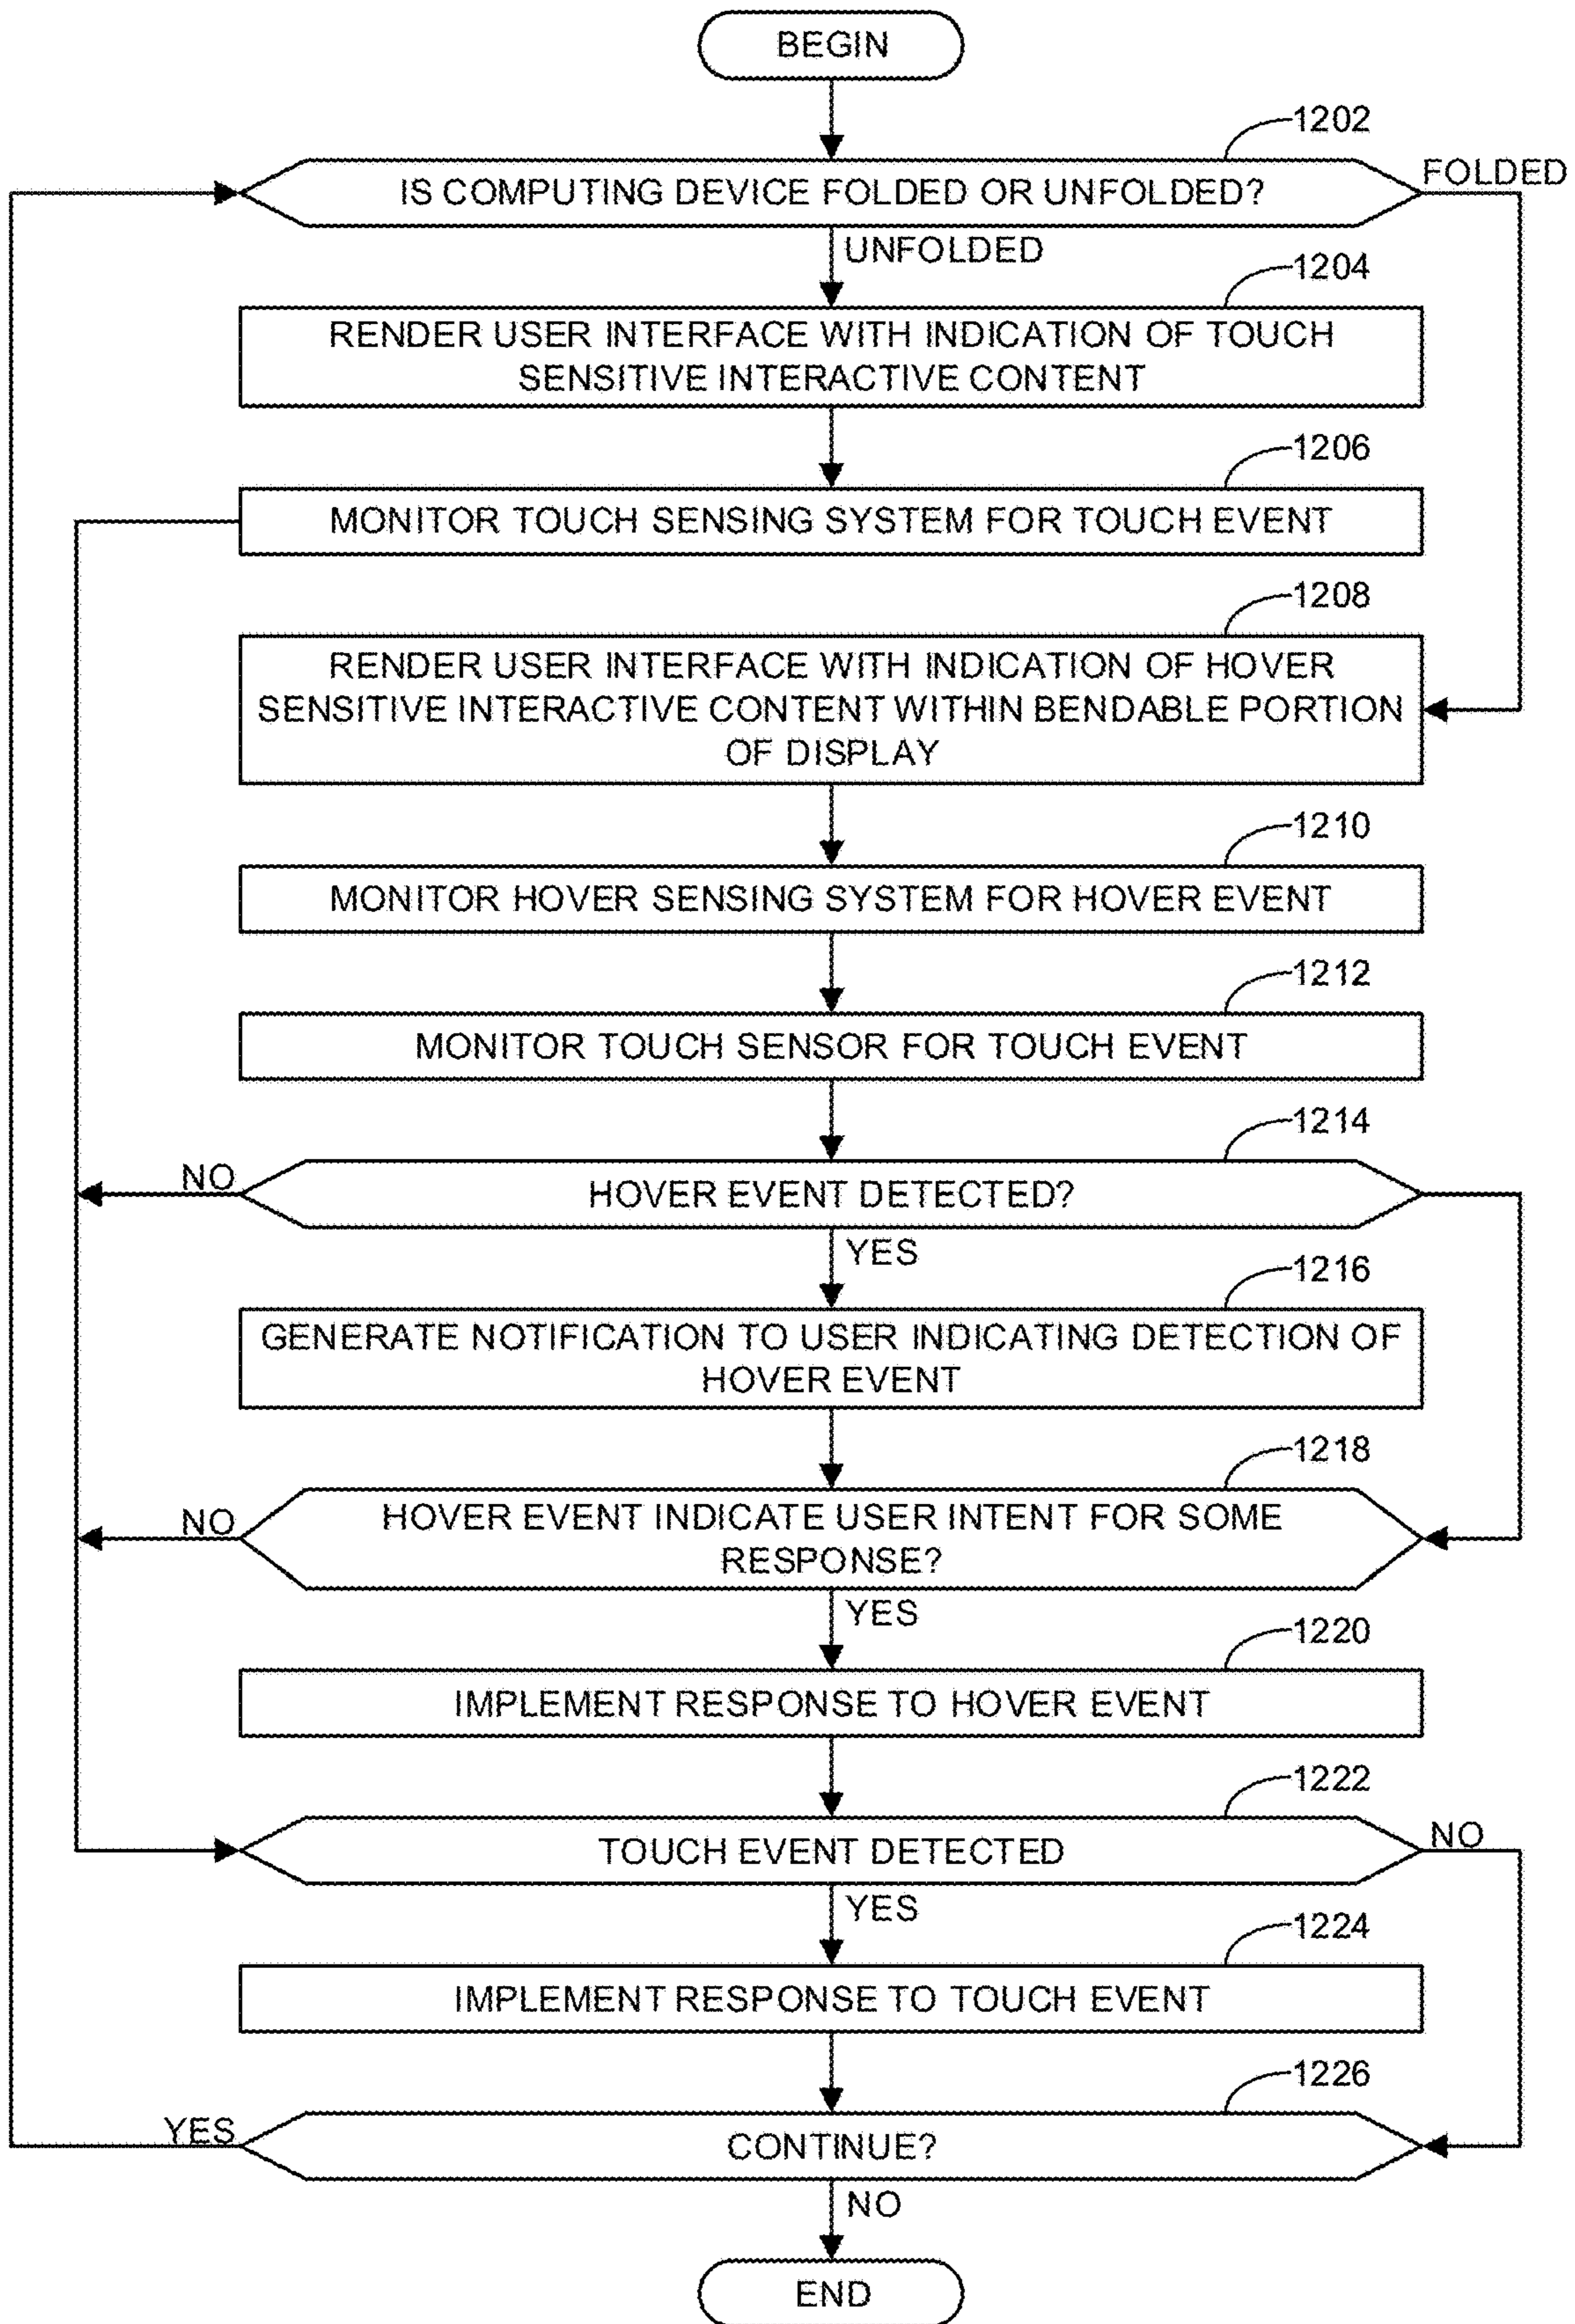 BEGIN
1202
IS COMPUTING DEVICE FOLDED OR UNFOLDED?
FOLDED
UNFOLDED
1204
RENDER USER INTERFACE WITH INDICATION OF TOUCH
SENSITIVE INTERACTIVE CONTENT
1206
MONITOR TOUCH SENSING SYSTEM FOR TOUCH EVENT
1208
RENDER USER INTERFACE WITH INDICATION OF HOVER
SENSITIVE INTERACTIVE CONTENT WITHIN BENDABLE PORTION
OF DISPLAY
1210
MONITOR HOVER SENSING SYSTEM FOR HOVER EVENT
1212
MONITOR TOUCH SENSOR FOR TOUCH EVENT
1214
NO
HOVER EVENT DETECTED?
YES
1216
GENERATE NOTIFICATION TO USER INDICATING DETECTION OF
HOVER EVENT
1218
NO
HOVER EVENT INDICATE USER INTENT FOR SOME
RESPONSE?
YES
1220
IMPLEMENT RESPONSE TO HOVER EVENT
1222
TOUCH EVENT DETECTED
NO
YES
1224
IMPLEMENT RESPONSE TO TOUCH EVENT
1226
YES
CONTINUE?
NO
END